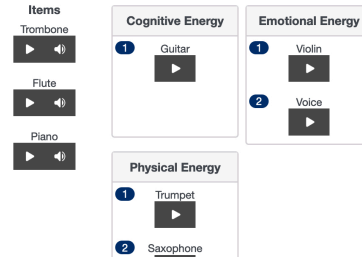 Items
Trombone
Flute
Piano
Cognitive Energy
1 Guitar
Emotional Energy
1 Violin
2 Voice
Physical Energy
1 Trumpet
2 Saxophone